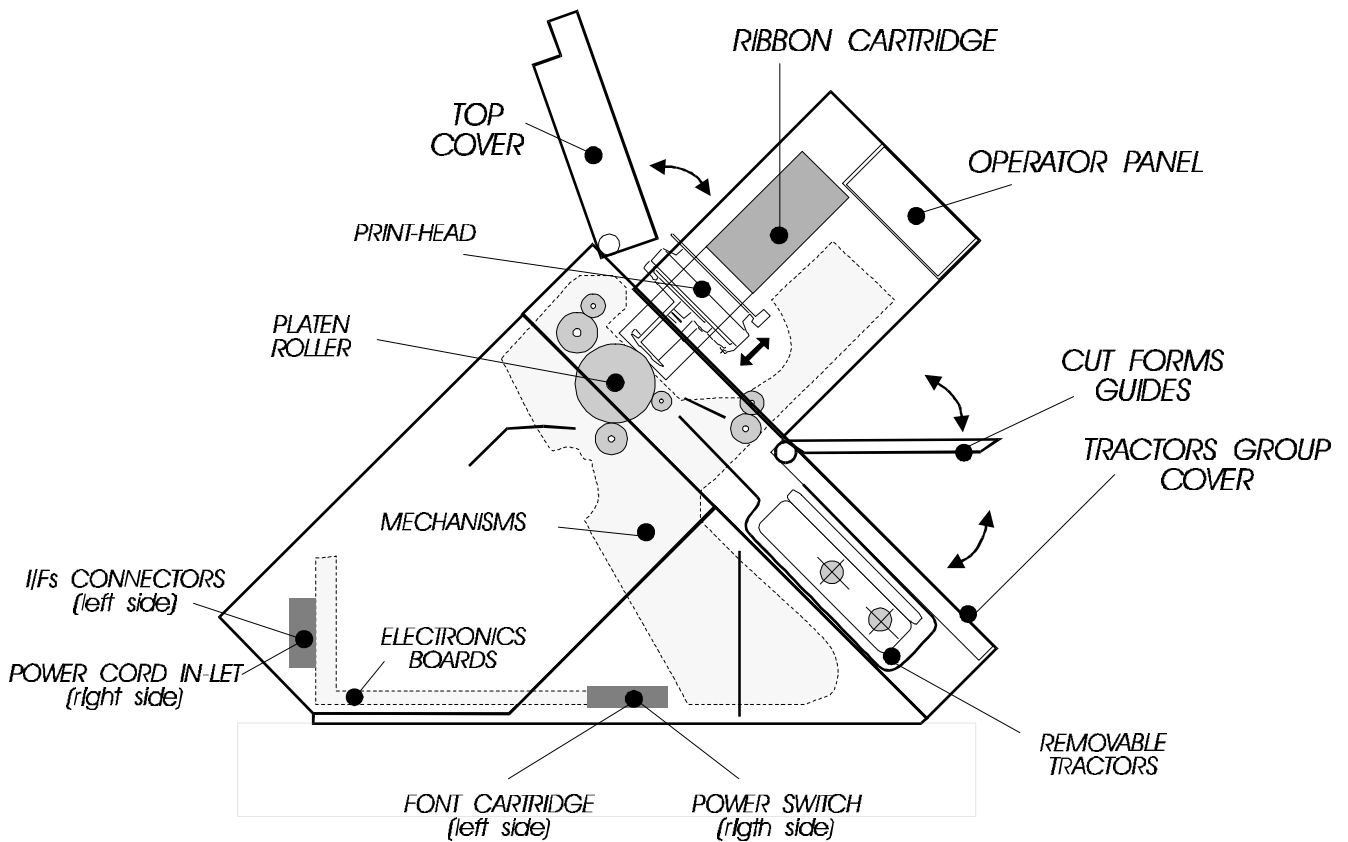 RIBBON CARTRIDGE
TOP
COVER
OPERATOR PANEL
PRINT-HEAD
PLATEN
ROLLER
CUT FORMS
GUIDES
TRACTORS GROUP
COVER
MECHANISMS
I/Fs CONNECTORS
(left side)
ELECTRONICS
BOARDS
POWER CORD IN-LET
(right side)
REMOVABLE
TRACTORS
FONT CARTRIDGE
(left side)
POWER SWITCH
(rigth side)